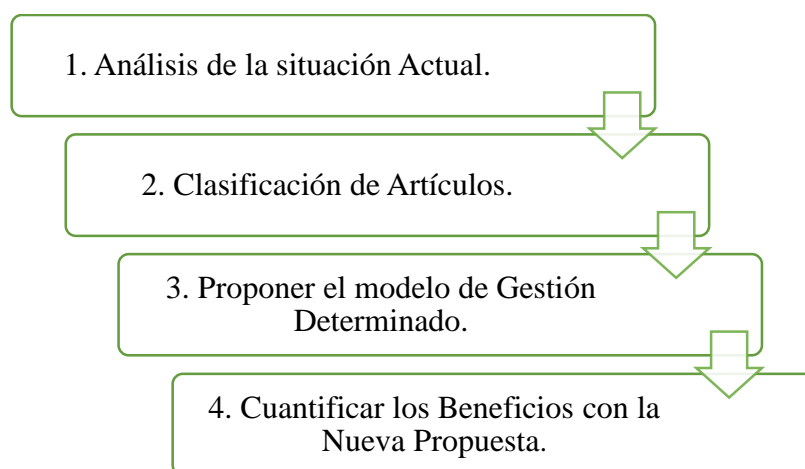 1. Análisis de la situación Actual.
2. Clasificación de Artículos.
3. Proponer el modelo de Gestión
Determinado.
4. Cuantificar los Beneficios con la
Nueva Propuesta.